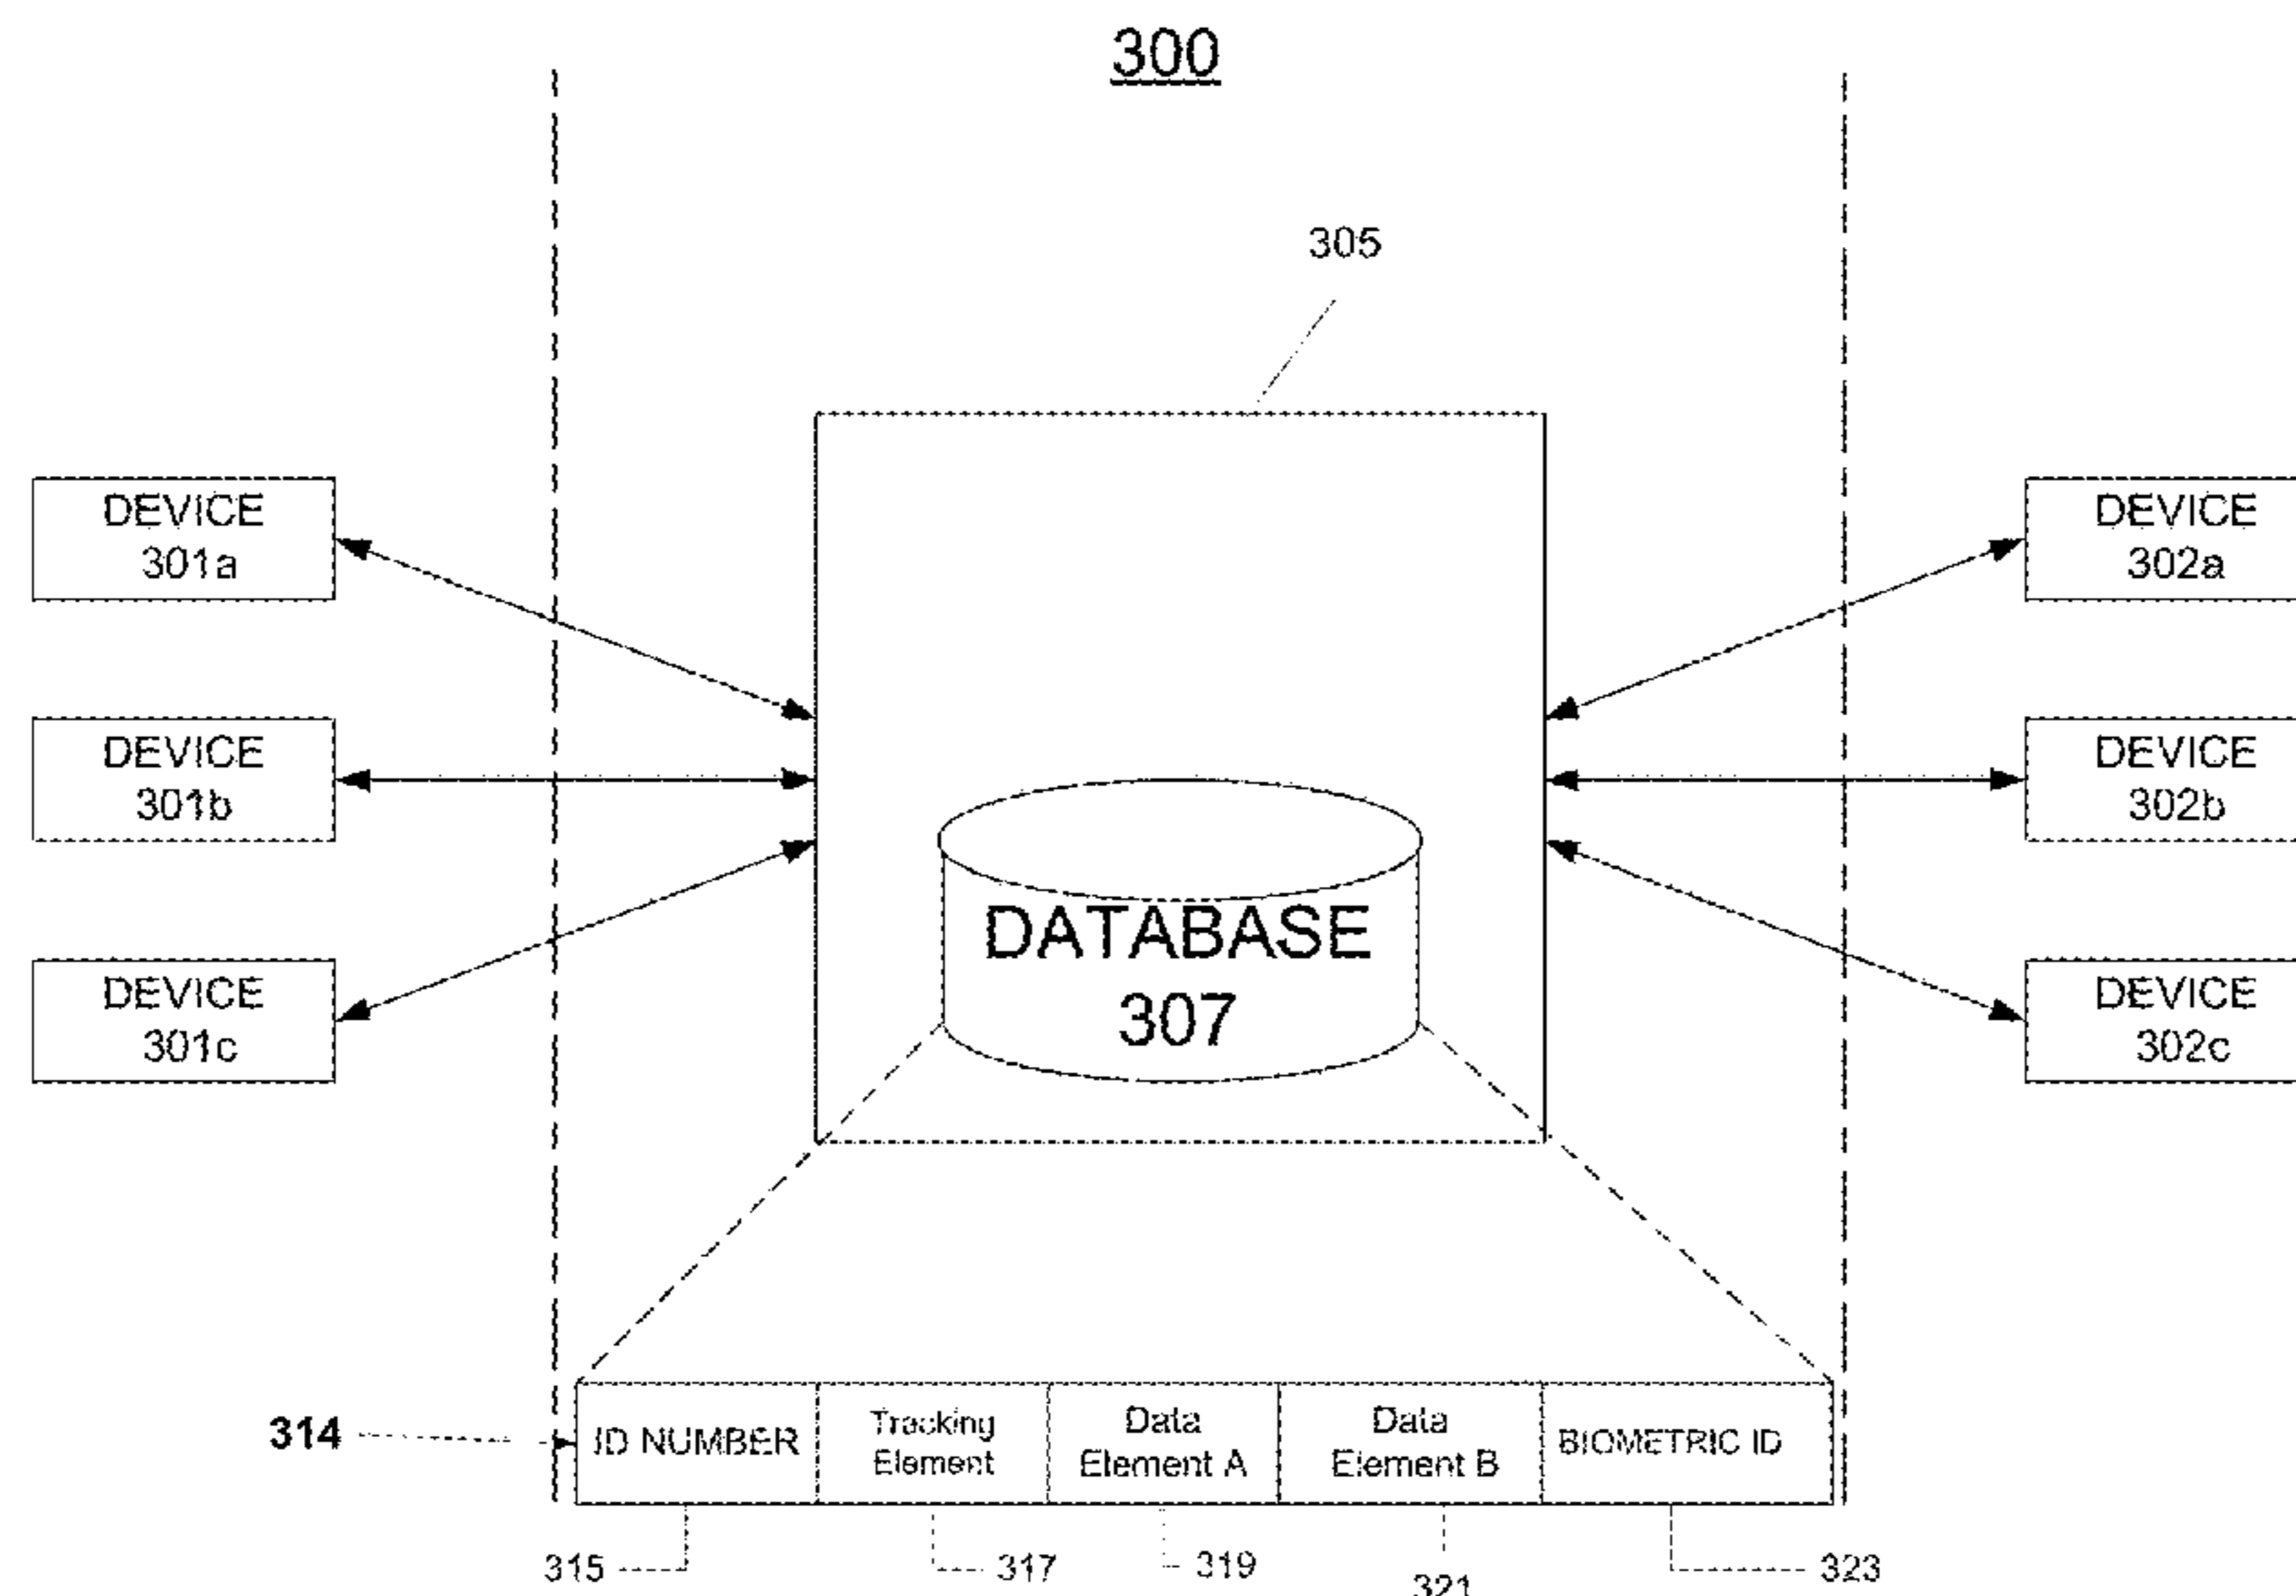 300
305
DEVICE
301a
DEVICE
302a
DEVICE
301b
DEVICE
302b
DATABASE
307
DEVICE
301c
DEVICE
302c
314
ID NUMBER
Tracking
Element
Data
Element A
Data
Element B
BIOMETRIC ID
315
317
319
321
323